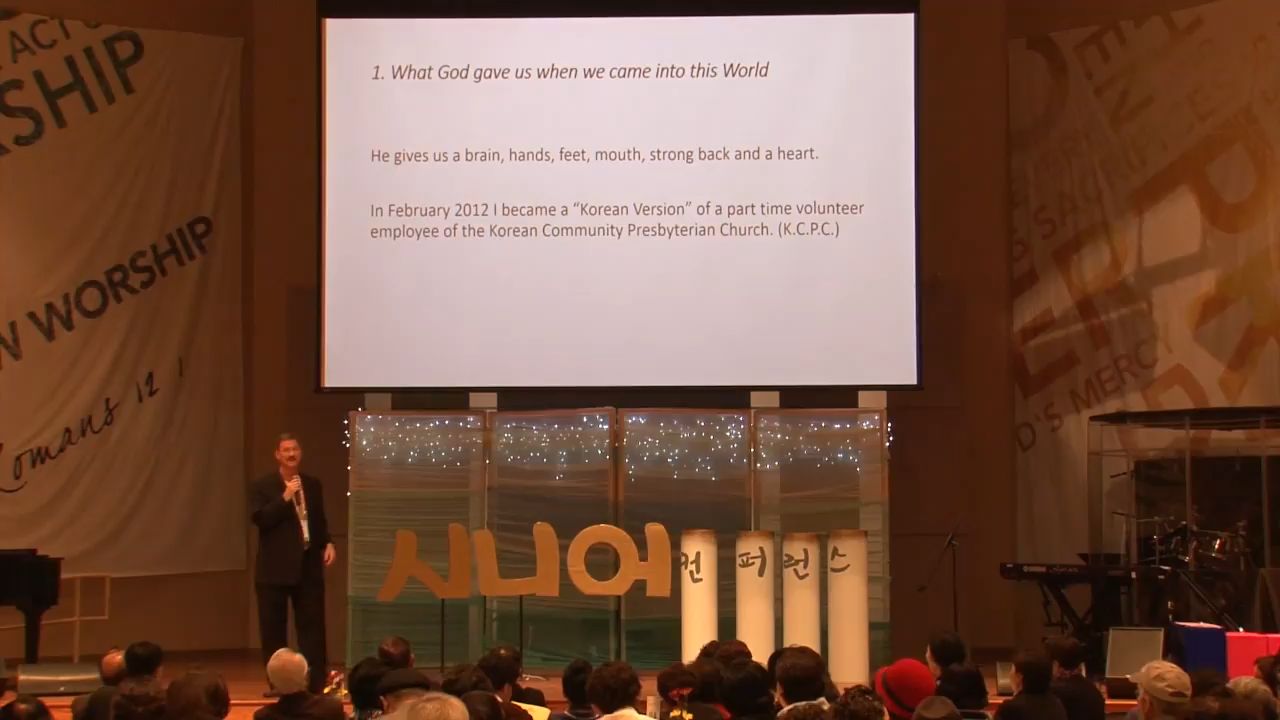 1. What God gave us when we came into this World
He gives us a brain, hands, feet, mouth, strong back and a heart.
In February 2012 I became a “Korean Version” of a part time volunteer
employee of the Korean Community Presbyterian Church. (K.C.P.C.)
ACTS
SHIP
WORSHIP
Romans 12
D'S MERCY
시니어
컨퍼런스